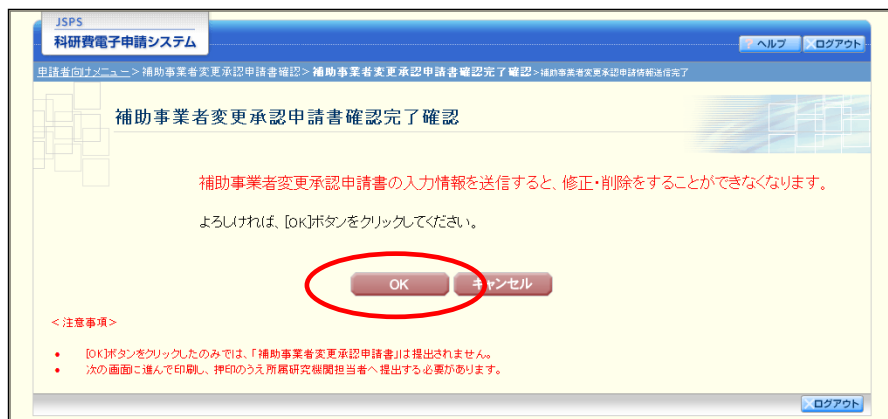 JSPS
科研費電子申請システム
? ヘルプ
ログアウト
申請者向けメニュー>補助事業者変更承認申請書確認>補助事業者変更承認申請書確認完了確認>補助事業者変更承認申請情報送信完了
補助事業者変更承認申請書確認完了確認
補助事業者変更承認申請書の入力情報を送信すると、修正・削除をすることができなくなります。
よろしければ、[OK]ボタンをクリックしてください。
OK
キャンセル
<注意事項>
• [OK]ボタンをクリックしたのみでは、「補助事業者変更承認申請書」は提出されません。
• 次の画面に進んで印刷し、押印のうえ所属研究機関担当者へ提出する必要があります。
ログアウト